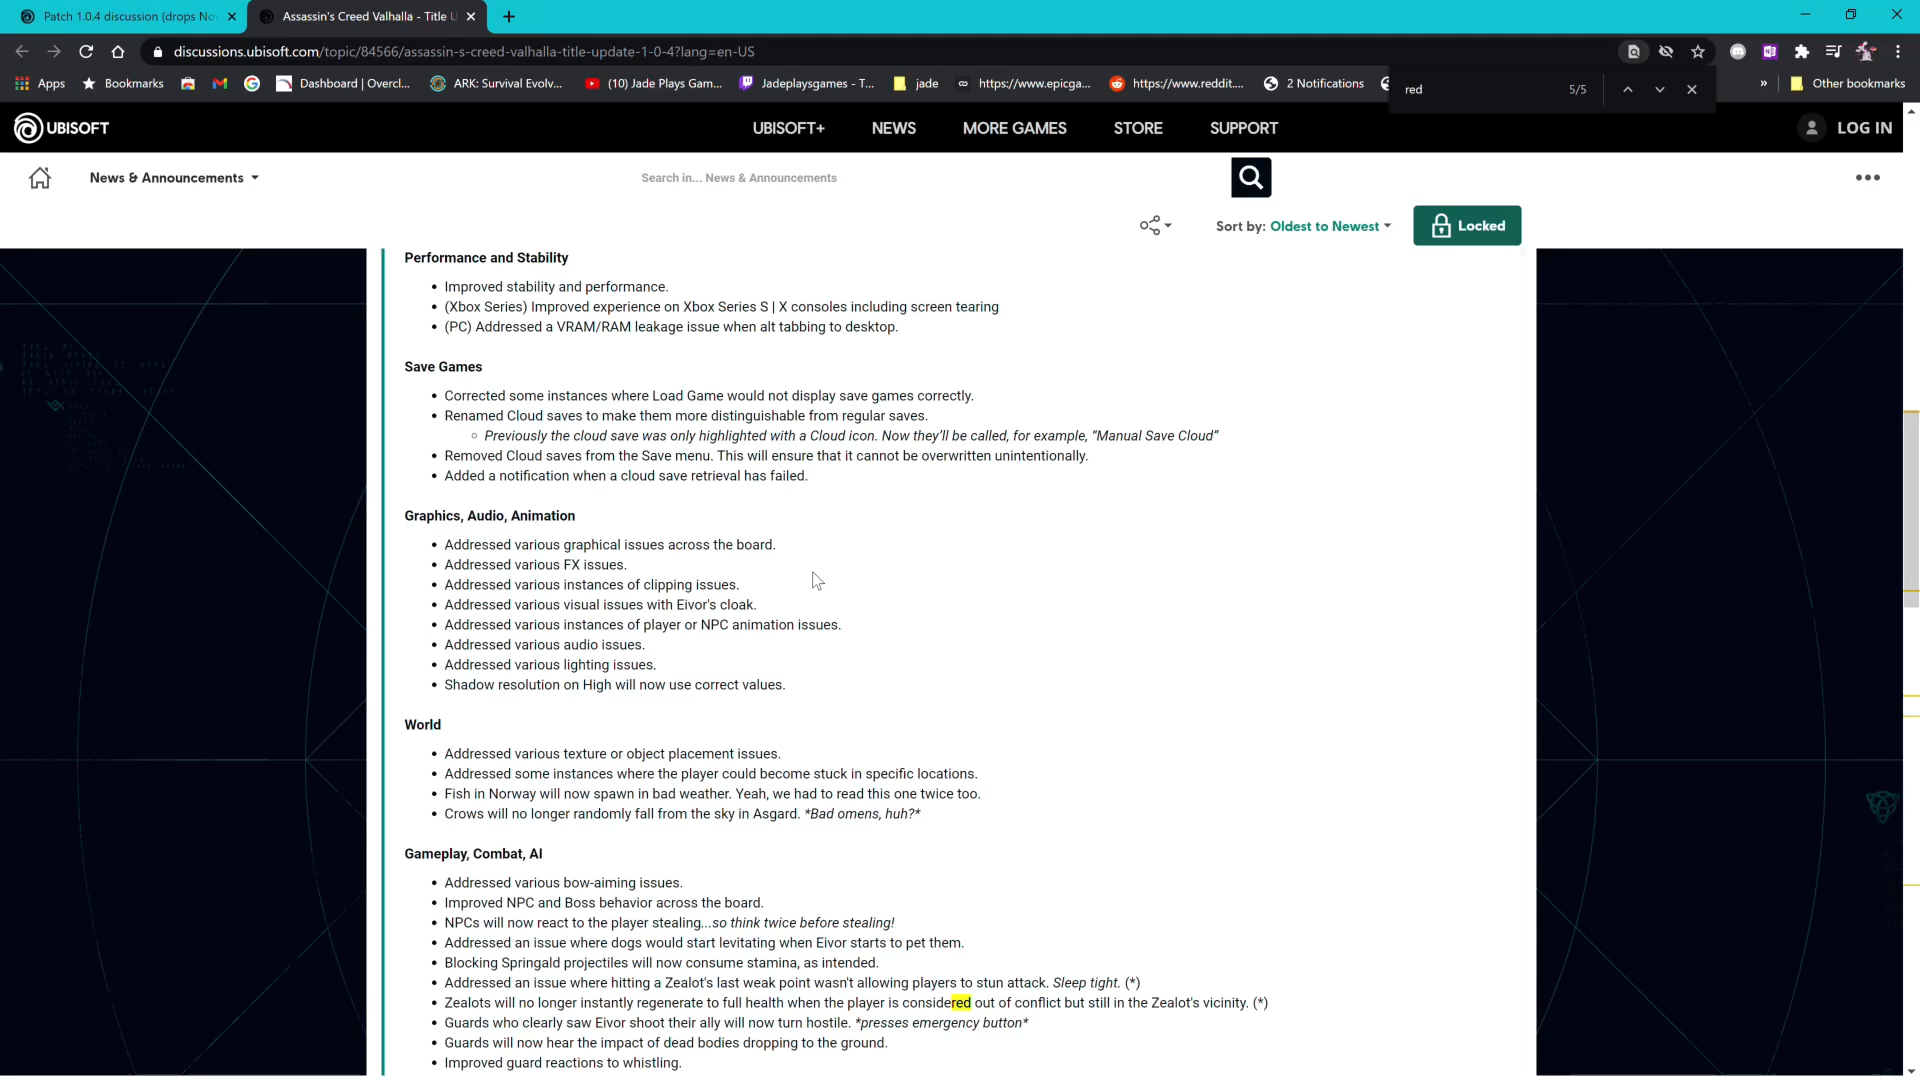 Patch 1.0.4 discussion (drops Nov
Assassin's Creed Valhalla - Title U
discussions.ubisoft.com/topic/84566/assassin-s-creed-valhalla-title-update-1-0-4?lang=en-US
Apps
Bookmarks
Dashboard | Overcl...
ARK: Survival Evolv...
(10) Jade Plays Gam...
Jadeplaysgames - T...
jade
https://www.epicga...
https://www.reddit....
2 Notifications
»
Other bookmarks
red
5/5
UBISOFT
UBISOFT+
NEWS
MORE GAMES
STORE
SUPPORT
LOG IN
News & Announcements
Search in... News & Announcements
Sort by: Oldest to Newest
Locked
Performance and Stability
• Improved stability and performance.
• (Xbox Series) Improved experience on Xbox Series S | X consoles including screen tearing
• (PC) Addressed a VRAM/RAM leakage issue when alt tabbing to desktop.
Save Games
• Corrected some instances where Load Game would not display save games correctly.
• Renamed Cloud saves to make them more distinguishable from regular saves.
◦ Previously the cloud save was only highlighted with a Cloud icon. Now they'll be called, for example, “Manual Save Cloud”
• Removed Cloud saves from the Save menu. This will ensure that it cannot be overwritten unintentionally.
• Added a notification when a cloud save retrieval has failed.
Graphics, Audio, Animation
• Addressed various graphical issues across the board.
• Addressed various FX issues.
• Addressed various instances of clipping issues.
• Addressed various visual issues with Eivor's cloak.
• Addressed various instances of player or NPC animation issues.
• Addressed various audio issues.
• Addressed various lighting issues.
• Shadow resolution on High will now use correct values.
World
• Addressed various texture or object placement issues.
• Addressed some instances where the player could become stuck in specific locations.
• Fish in Norway will now spawn in bad weather. Yeah, we had to read this one twice too.
• Crows will no longer randomly fall from the sky in Asgard. *Bad omens, huh?*
Gameplay, Combat, AI
• Addressed various bow-aiming issues.
• Improved NPC and Boss behavior across the board.
• NPCs will now react to the player stealing...so think twice before stealing!
• Addressed an issue where dogs would start levitating when Eivor starts to pet them.
• Blocking Springald projectiles will now consume stamina, as intended.
• Addressed an issue where hitting a Zealot's last weak point wasn't allowing players to stun attack. Sleep tight. (*)
• Zealots will no longer instantly regenerate to full health when the player is considered out of conflict but still in the Zealot's vicinity. (*)
• Guards who clearly saw Eivor shoot their ally will now turn hostile. *presses emergency button*
• Guards will now hear the impact of dead bodies dropping to the ground.
• Improved guard reactions to whistling.